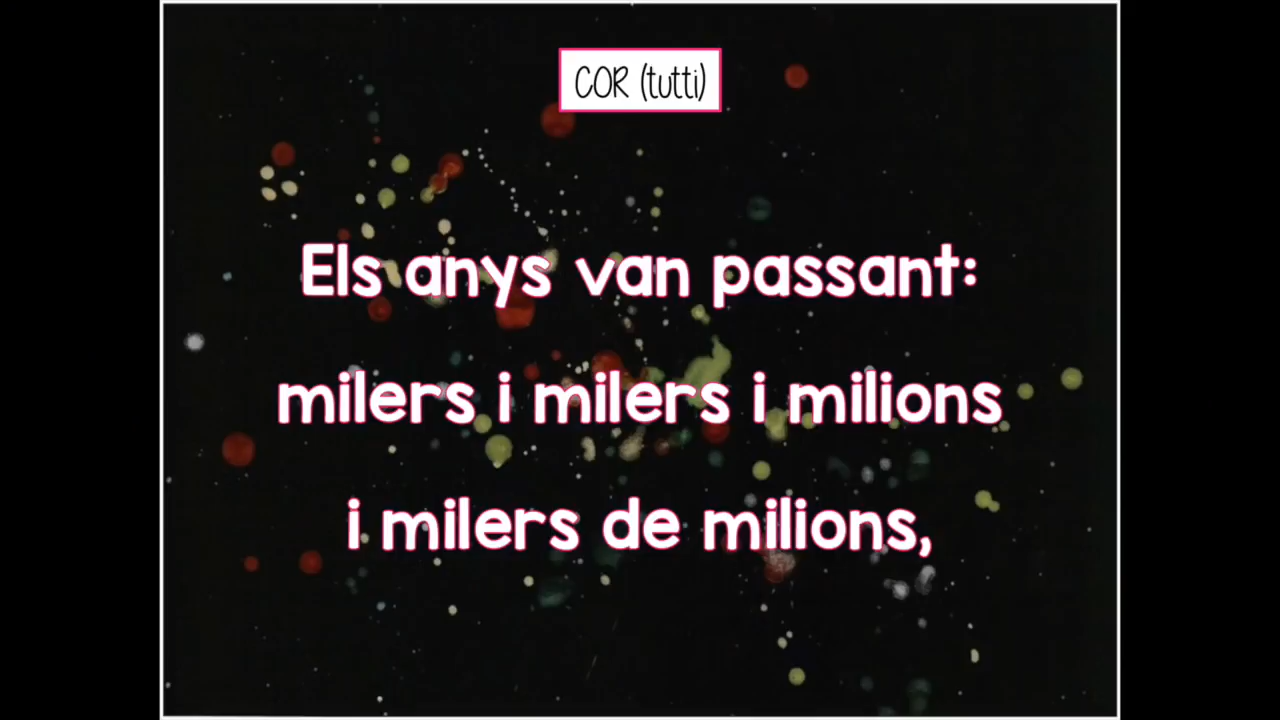 COR (tutti)
Els anys van passant:
milers i milers i milions
i milers de milions,